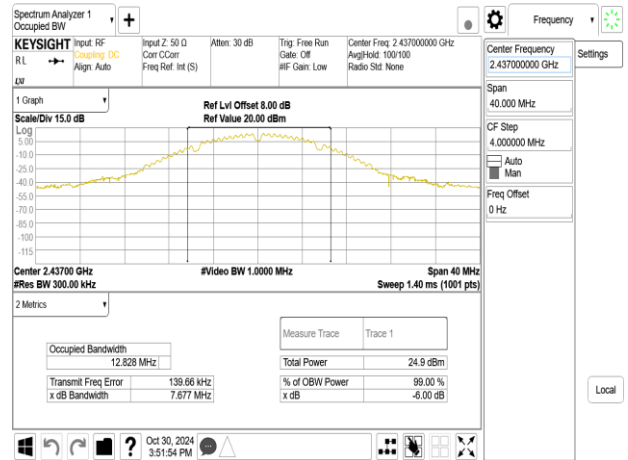 Spectrum Analyzer 1
Occupied BW
Frequency
KEYSIGHT
R L
Input: RF
Coupling: DC
Align: Auto
Input Z: 50 Ω
Corr CCorr
Freq Ref: Int (S)
Atten: 30 dB
Trig: Free Run
Gate: Off
#IF Gain: Low
Center Freq: 2.437000000 GHz
Avg|Hold: 100/100
Radio Std: None
LXI
1 Graph
Scale/Div 15.0 dB
Ref Lvl Offset 8.00 dB
Ref Value 20.00 dBm
Log
5.00
-10.0
-25.0
-40.0
-55.0
-70.0
-85.0
-100
-115
Center 2.43700 GHz
#Res BW 300.00 kHz
#Video BW 1.0000 MHz
Span 40 MHz
Sweep 1.40 ms (1001 pts)
2 Metrics
Measure Trace
Trace 1
Occupied Bandwidth
12.828 MHz
Total Power
24.9 dBm
Transmit Freq Error
139.66 kHz
% of OBW Power
99.00 %
x dB Bandwidth
7.677 MHz
x dB
-6.00 dB
Oct 30, 2024
3:51:54 PM
Center Frequency
2.437000000 GHz
Settings
Span
40.000 MHz
CF Step
4.000000 MHz
Auto
Man
Freq Offset
0 Hz
Local